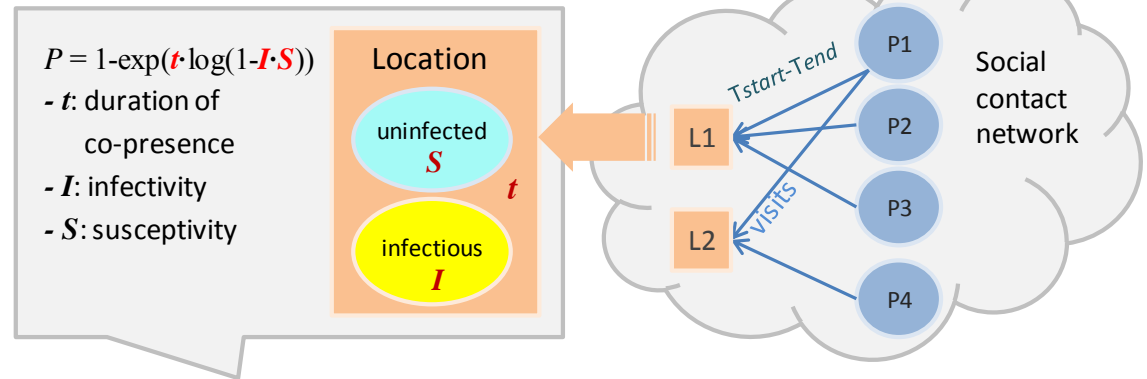 P = 1-exp(t·log(1-I·S))
- t: duration of
co-presence
- I: infectivity
- S: susceptivity
Location
uninfected
S
t
infectious
I
Tstart-Tend
visits
L1
L2
P1
P2
P3
P4
Social
contact
network